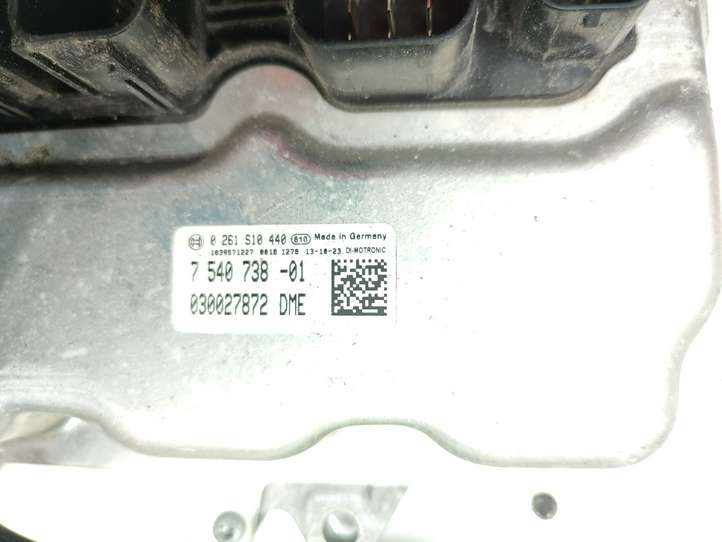 0 261 S10 440 810 Made in Germany
1039S71227 0018 1278 13-10-23 DI-MOTRONIC
7 540 738 -01
030027872 DME